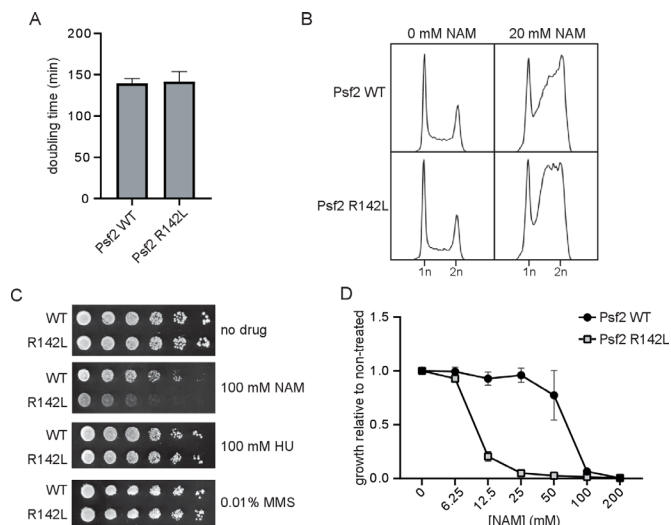 A
doubling time (min)
200
150
100
50
0
Psf2 WT
Psf2 R142L
B
0 mM NAM
20 mM NAM
Psf2 WT
Psf2 R142L
1n
2n
1n
2n
C
WT
R142L
no drug
WT
R142L
100 mM NAM
WT
R142L
100 mM HU
WT
R142L
0.01% MMS
D
Psf2 WT
Psf2 R142L
growth relative to non-treated
1.5
1.0
0.5
0.0
0
6.25
12.5
25
50
100
200
[NAM] (mM)